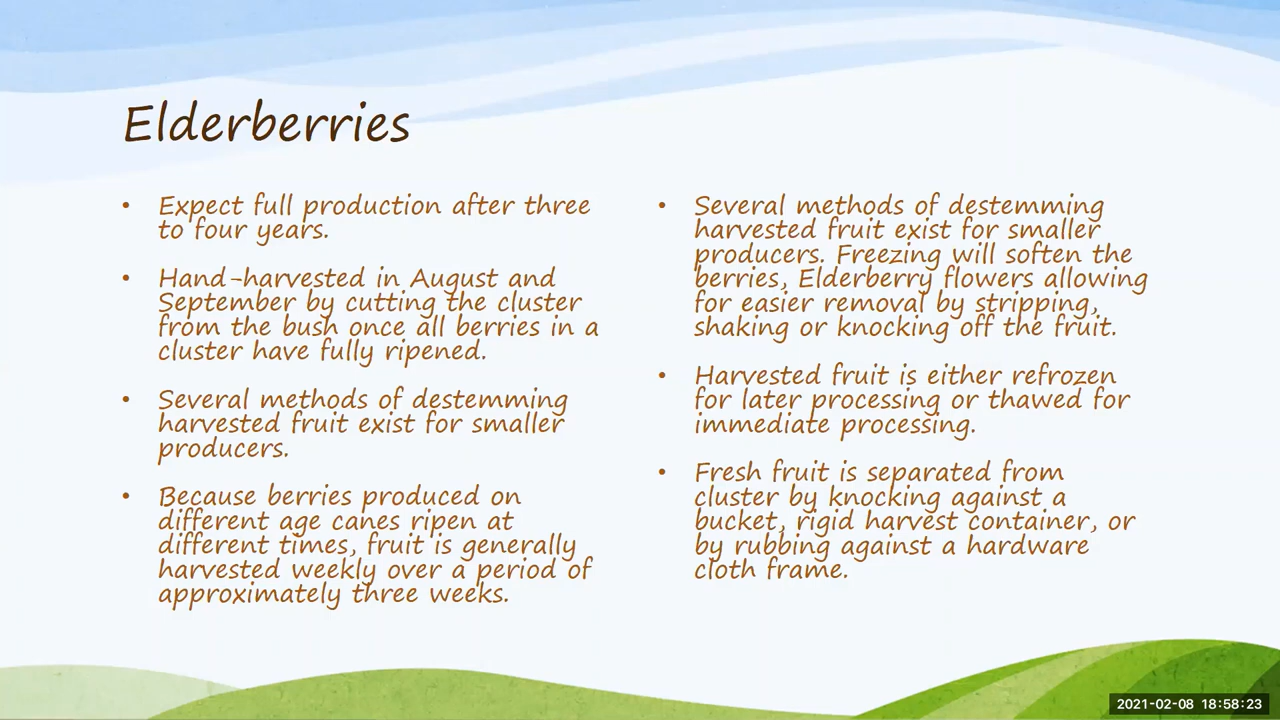 Elderberries
• Expect full production after three
to four years.
• Hand-harvested in August and
September by cutting the cluster
from the bush once all berries in a
cluster have fully ripened.
• Several methods of destemming
harvested fruit exist for smaller
producers.
• Because berries produced on
different age canes ripen at
different times, fruit is generally
harvested weekly over a period of
approximately three weeks.
• Several methods of destemming
harvested fruit exist for smaller
producers. Freezing will soften the
berries, Elderberry flowers allowing
for easier removal by stripping,
shaking or knocking off the fruit.
• Harvested fruit is either refrozen
for later processing or thawed for
immediate processing.
• Fresh fruit is separated from
cluster by knocking against a
bucket, rigid harvest container, or
by rubbing against a hardware
cloth frame.
2021-02-08 18:58:23